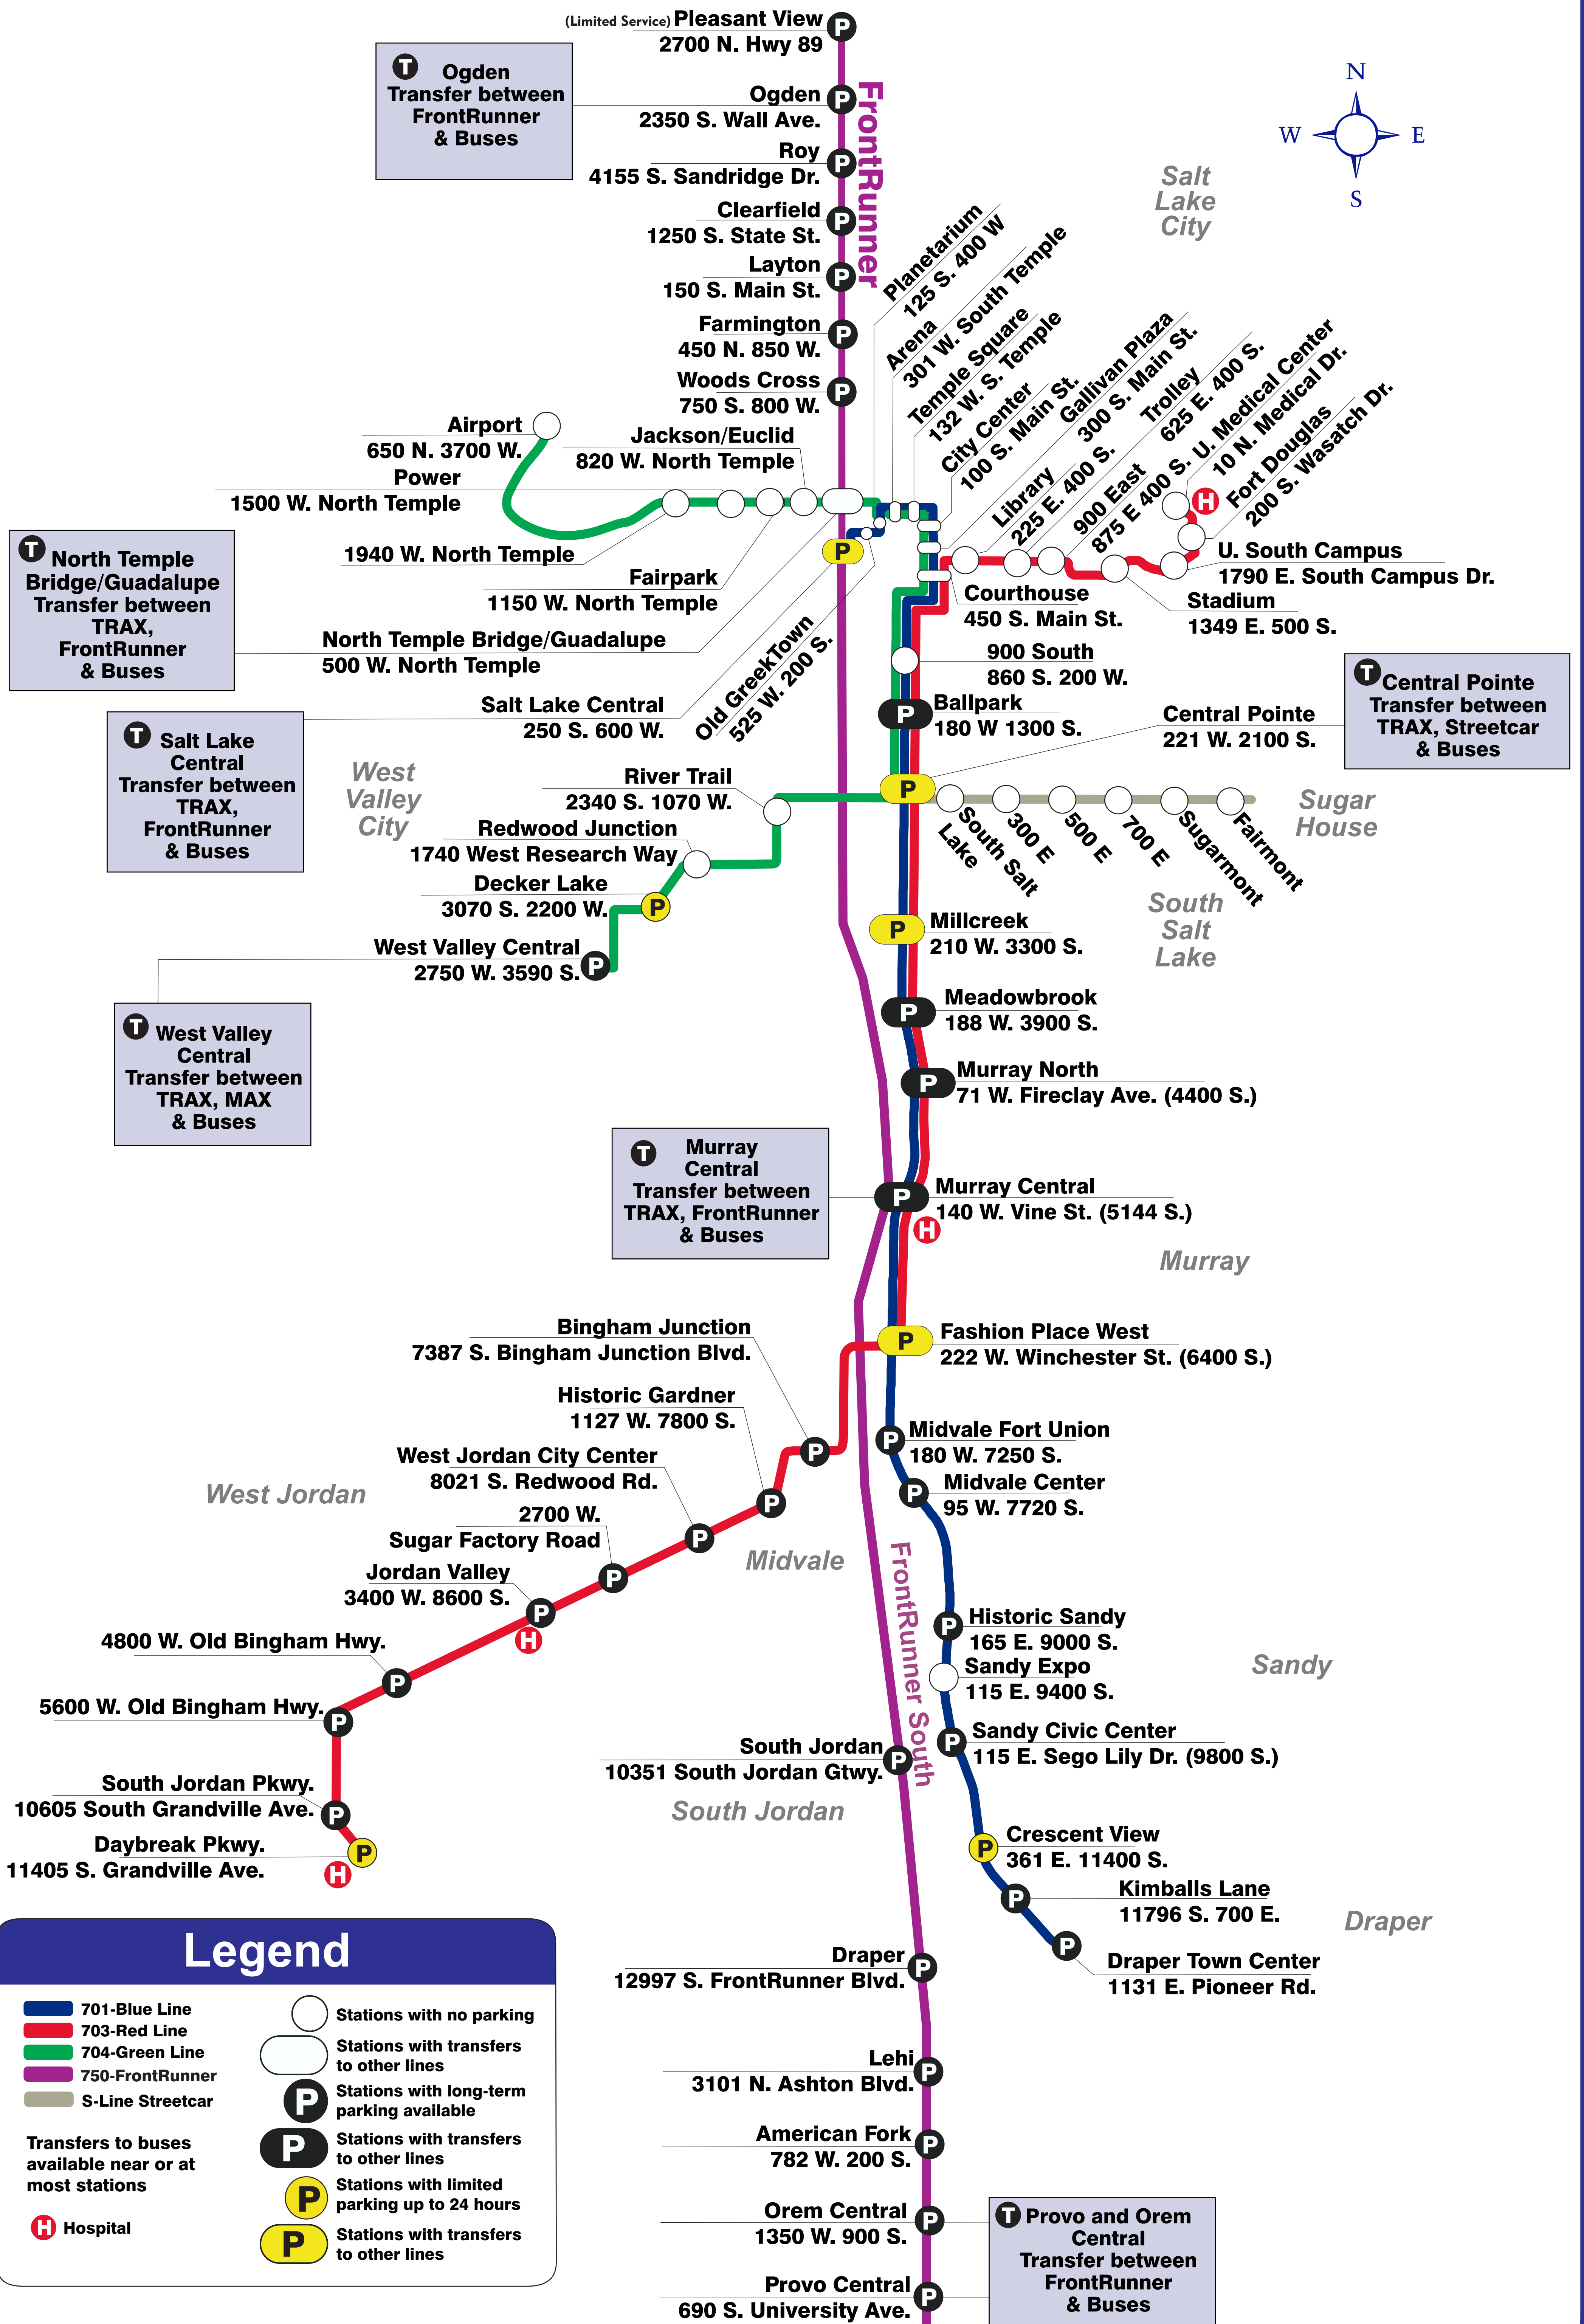 (Limited Service) Pleasant View
2700 N. Hwy 89
T
Ogden
Transfer between
FrontRunner
& Buses
Ogden
2350 S. Wall Ave.
Roy
4155 S. Sandridge Dr.
Clearfield
1250 S. State St.
Layton
150 S. Main St.
Farmington
450 N. 850 W.
Woods Cross
750 S. 800 W.
FrontRunner
N
W
E
S
Salt
Lake
City
Planetarium
125 S. 400 W
Arena
301 W. South Temple
Temple Square
132 W. S. Temple
City Center
100 S. Main St.
Gallivan Plaza
300 S. Main St.
Library
225 E. 400 S.
Trolley
625 E. 400 S.
900 East
875 E 400 S.
U. Medical Center
10 N. Medical Dr.
Fort Douglas
200 S. Wasatch Dr.
H
U. South Campus
1790 E. South Campus Dr.
Stadium
1349 E. 500 S.
Courthouse
450 S. Main St.
Airport
650 N. 3700 W.
Jackson/Euclid
820 W. North Temple
Power
1500 W. North Temple
1940 W. North Temple
Fairpark
1150 W. North Temple
T
North Temple
Bridge/Guadalupe
Transfer between
TRAX,
FrontRunner
& Buses
North Temple Bridge/Guadalupe
500 W. North Temple
Salt Lake Central
250 S. 600 W.
Old GreekTown
525 W. 200 S.
T
Salt Lake
Central
Transfer between
TRAX,
FrontRunner
& Buses
900 South
860 S. 200 W.
Ballpark
180 W 1300 S.
Central Pointe
221 W. 2100 S.
T
Central Pointe
Transfer between
TRAX, Streetcar
& Buses
West
Valley
City
River Trail
2340 S. 1070 W.
Redwood Junction
1740 West Research Way
Decker Lake
3070 S. 2200 W.
West Valley Central
2750 W. 3590 S.
South Salt
Lake
300 E
500 E
700 E
Sugarmont
Fairmont
Sugar
House
South
Salt
Lake
T
West Valley
Central
Transfer between
TRAX, MAX
& Buses
Millcreek
210 W. 3300 S.
Meadowbrook
188 W. 3900 S.
Murray North
71 W. Fireclay Ave. (4400 S.)
T
Murray
Central
Transfer between
TRAX, FrontRunner
& Buses
Murray Central
140 W. Vine St. (5144 S.)
H
Murray
Fashion Place West
222 W. Winchester St. (6400 S.)
Bingham Junction
7387 S. Bingham Junction Blvd.
Historic Gardner
1127 W. 7800 S.
West Jordan City Center
8021 S. Redwood Rd.
2700 W.
Sugar Factory Road
Jordan Valley
3400 W. 8600 S.
H
4800 W. Old Bingham Hwy.
5600 W. Old Bingham Hwy.
South Jordan Pkwy.
10605 South Grandville Ave.
Daybreak Pkwy.
11405 S. Grandville Ave.
H
West Jordan
Midvale
Midvale Fort Union
180 W. 7250 S.
Midvale Center
95 W. 7720 S.
FrontRunner South
Historic Sandy
165 E. 9000 S.
Sandy Expo
115 E. 9400 S.
Sandy
Sandy Civic Center
115 E. Sego Lily Dr. (9800 S.)
South Jordan
10351 South Jordan Gtwy.
South Jordan
Crescent View
361 E. 11400 S.
Kimballs Lane
11796 S. 700 E.
Draper
Draper Town Center
1131 E. Pioneer Rd.
Draper
12997 S. FrontRunner Blvd.
Lehi
3101 N. Ashton Blvd.
American Fork
782 W. 200 S.
Orem Central
1350 W. 900 S.
Provo Central
690 S. University Ave.
T
Provo and Orem
Central
Transfer between
FrontRunner
& Buses
Legend
701-Blue Line
703-Red Line
704-Green Line
750-FrontRunner
S-Line Streetcar
Transfers to buses
available near or at
most stations
H Hospital
Stations with no parking
Stations with transfers
to other lines
P
Stations with long-term
parking available
P
Stations with transfers
to other lines
P
Stations with limited
parking up to 24 hours
P
Stations with transfers
to other lines